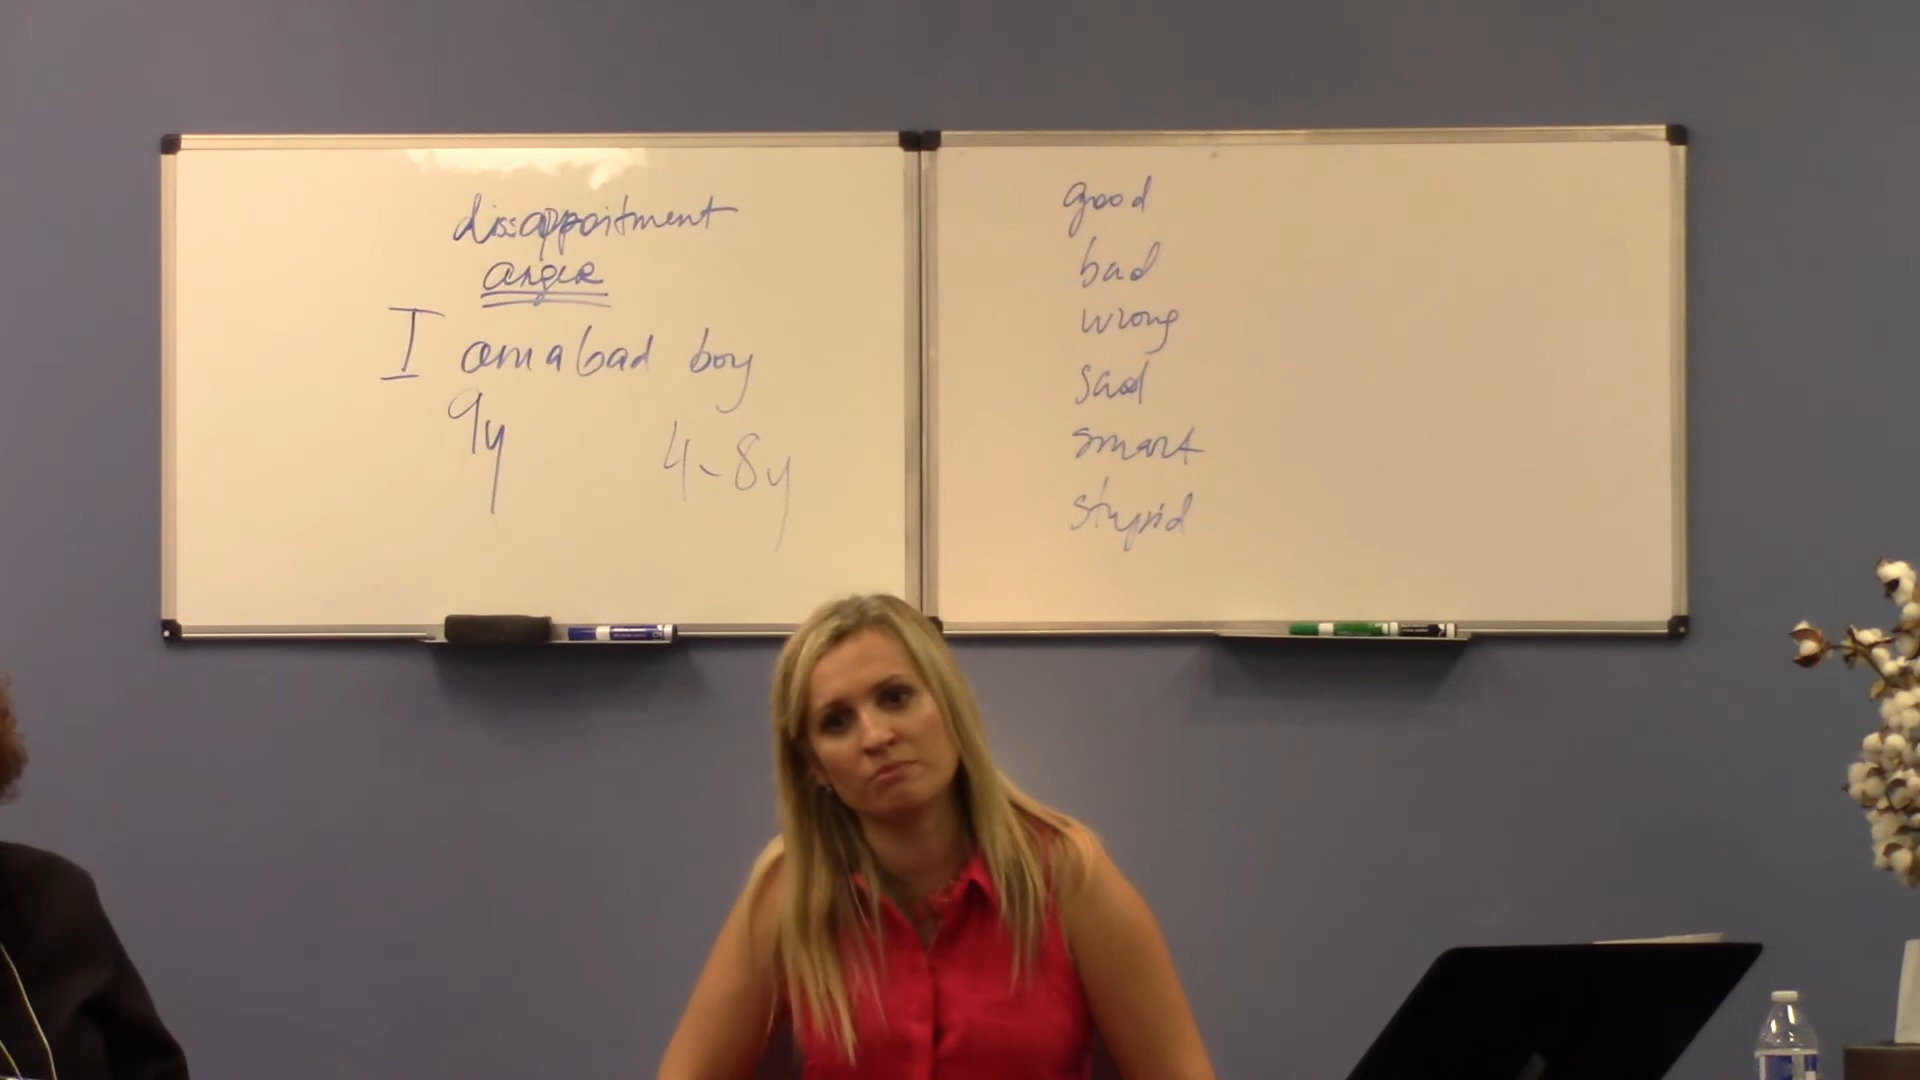 dissappoitment
anger
I am a bad boy
9y
4-8y
good
bad
wrong
sad
smart
stupid